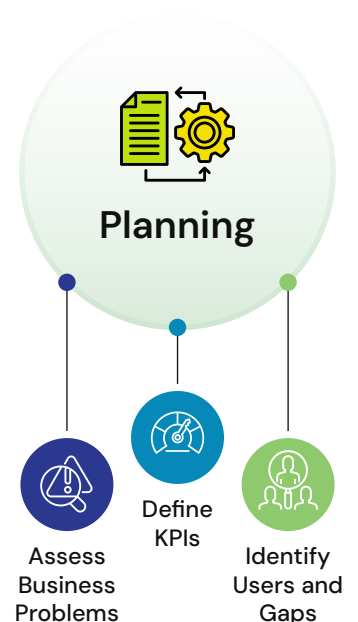 Planning
Assess
Business
Problems
Define
KPIs
Identify
Users and
Gaps